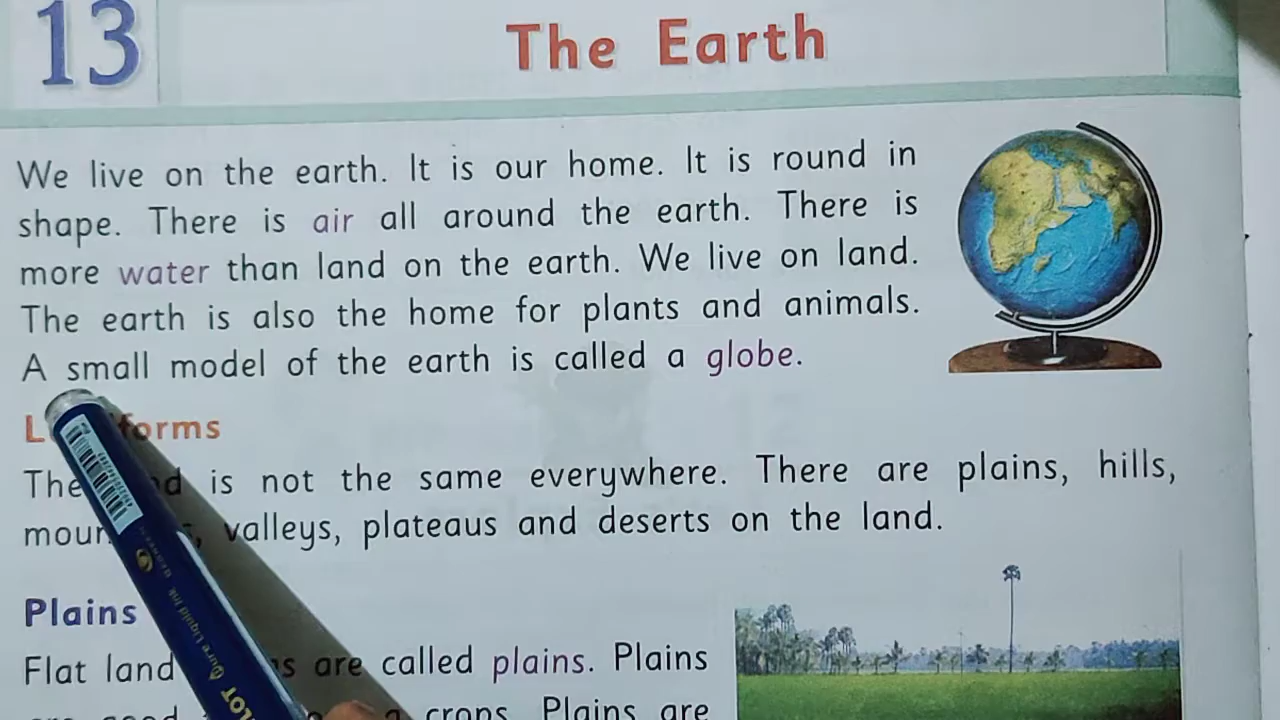 13
The Earth
We live on the earth. It is our home. It is round in
shape. There is air all around the earth. There is
more water than land on the earth. We live on land.
The earth is also the home for plants and animals.
A small model of the earth is called a globe.
forms
The is not the same everywhere. There are plains, hills,
valleys, plateaus and deserts on the land.
Plains
Flat land are called plains. Plains
crops. Plains are
Pure Liquid Ink